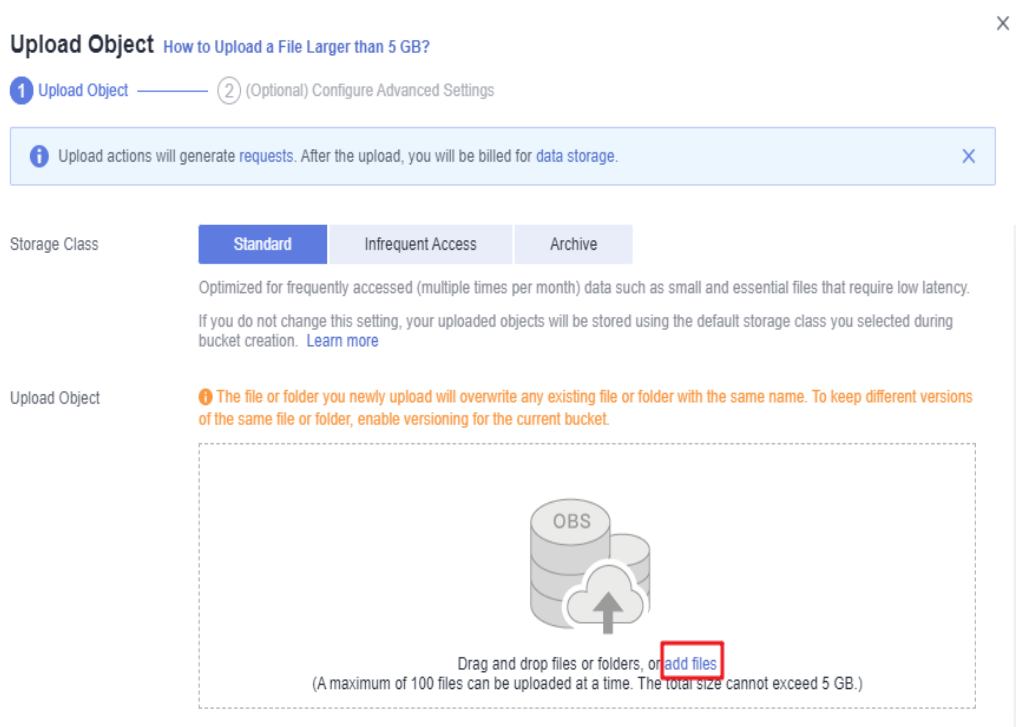 Upload Object How to Upload a File Larger than 5 GB?
1 Upload Object 2 (Optional) Configure Advanced Settings
Upload actions will generate requests. After the upload, you will be billed for data storage.
Storage Class Standard Infrequent Access Archive
Optimized for frequently accessed (multiple times per month) data such as small and essential files that require low latency.
If you do not change this setting, your uploaded objects will be stored using the default storage class you selected during
bucket creation. Learn more
Upload Object The file or folder you newly upload will overwrite any existing file or folder with the same name. To keep different versions
of the same file or folder, enable versioning for the current bucket.
OBS
Drag and drop files or folders, or add files
(A maximum of 100 files can be uploaded at a time. The total size cannot exceed 5 GB.)